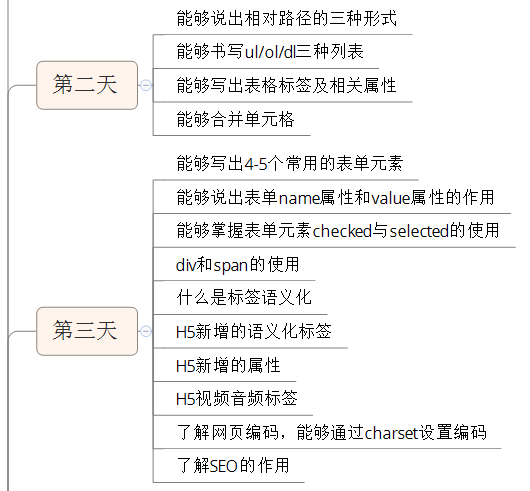 第二天
能够说出相对路径的三种形式
能够书写ul/ol/dl三种列表
能够写出表格标签及相关属性
能够合并单元格
第三天
能够写出4-5个常用的表单元素
能够说出表单name属性和value属性的作用
能够掌握表单元素checked与selected的使用
div和span的使用
什么是标签语义化
H5新增的语义化标签
H5新增的属性
H5视频音频标签
了解网页编码，能够通过charset设置编码
了解SEO的作用